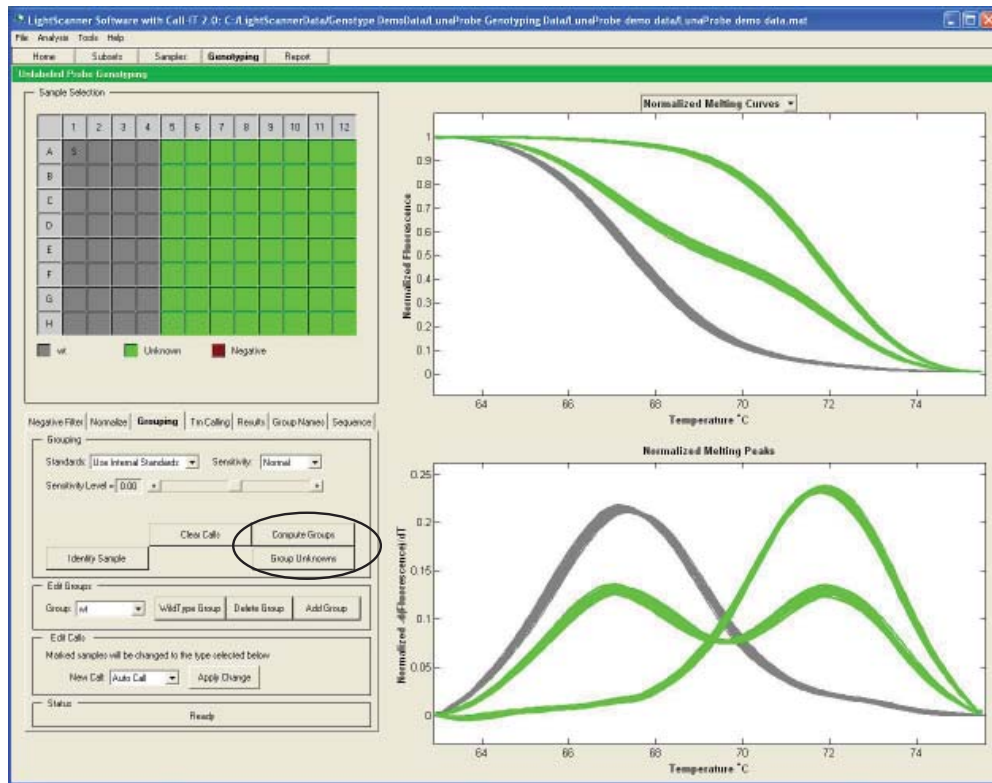 LightScanner Software with Call-IT 2.0: C:/LightScannerData/Genotype DemoData/LunaProbe Genotyping Data/LunaProbe demo data/LunaProbe demo data.mat
File Analysis Tools Help
Home Subsets Samples Genotyping Report
Unlabeled Probe Genotyping
Sample Selection
1 2 3 4 5 6 7 8 9 10 11 12
A S
B
C
D
E
F
G
H
wt Unknown Negative
Negative Filter Normalize Grouping Tm Calling Results Group Names Sequence
Grouping
Standards: Use Internal Standards Sensitivity: Normal
Sensitivity Level = 0.00
Clear Calls Compute Groups
Identify Sample Group Unknowns
Edit Groups
Group: wt WildType Group Delete Group Add Group
Edit Calls
Marked samples will be changed to the type selected below
New Call: Auto Call Apply Change
Status
Ready
Normalized Melting Curves
Normalized Fluorescence
1
0.9
0.8
0.7
0.6
0.5
0.4
0.3
0.2
0.1
0
64 66 68 70 72 74
Temperature °C
Normalized Melting Peaks
Normalized -d(Fluorescence)/dT
0.25
0.2
0.15
0.1
0.05
0
64 66 68 70 72 74
Temperature °C